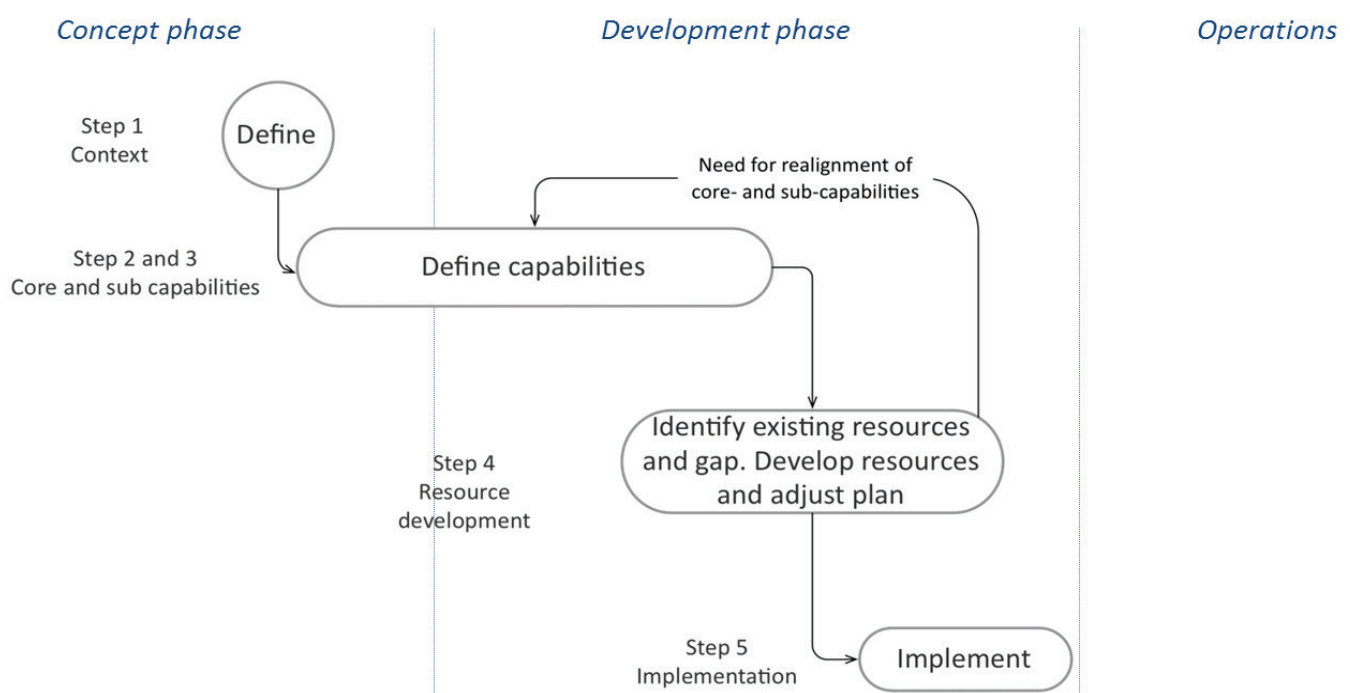 Concept phase
Development phase
Operations
Step 1
Context
Define
Need for realignment of
core- and sub-capabilities
Step 2 and 3
Core and sub capabilities
Define capabilities
Step 4
Resource
development
Identify existing resources
and gap. Develop resources
and adjust plan
Step 5
Implementation
Implement